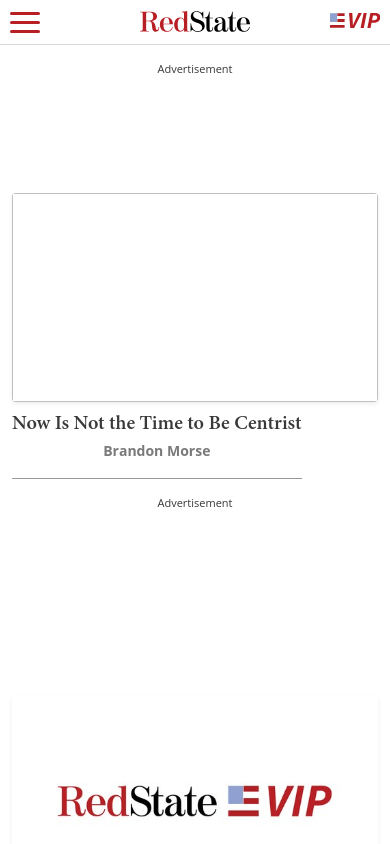 RedState
VIP
Advertisement
Now Is Not the Time to Be Centrist
Brandon Morse
Advertisement
RedState VIP